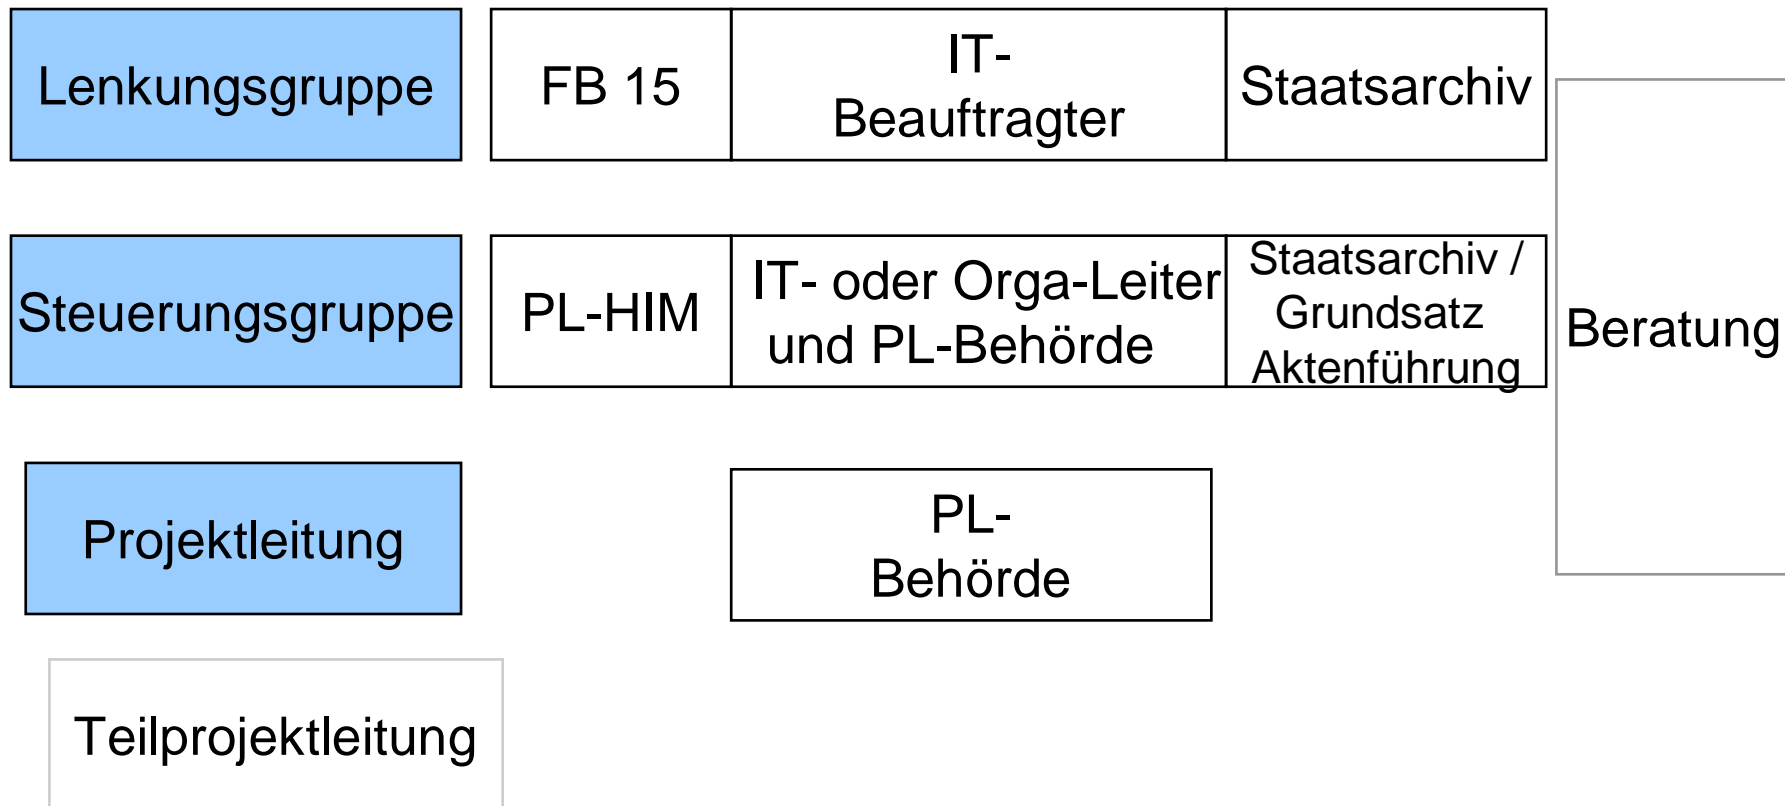 Lenkungsgruppe
FB 15
IT-
Beauftragter
Staatsarchiv
Steuerungsgruppe
PL-HIM
IT- oder Orga-Leiter
und PL-Behörde
Staatsarchiv /
Grundsatz
Aktenführung
Beratung
Projektleitung
PL-
Behörde
Teilprojektleitung